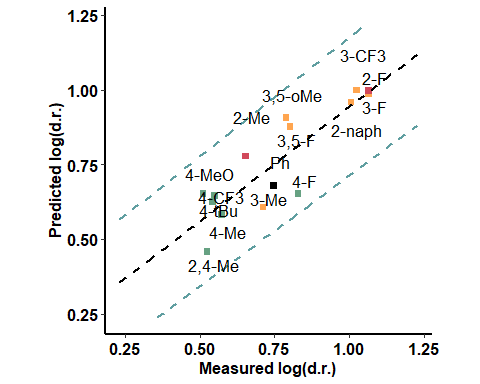 1.25
3-CF3
1.00
2-F
3,5-oMe
3-F
2-Me
2-naph
3,5-F
0.75
Ph
4-MeO
4-F
4-CF3
3-Me
4-tBu
4-Me
0.50
2,4-Me
0.25
Predicted log(d.r.)
0.25 0.50 0.75 1.00 1.25
Measured log(d.r.)